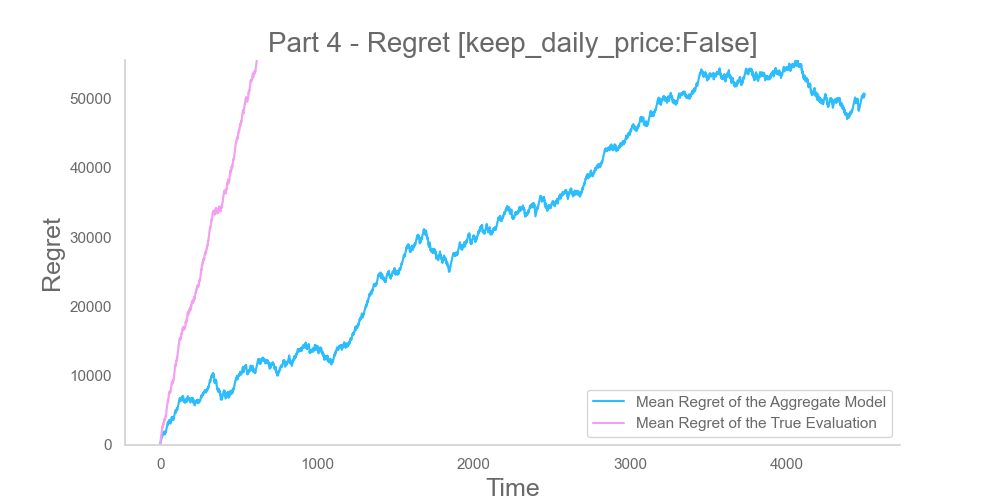 Part 4 - Regret [keep_daily_price:False]
Regret
50000
40000
30000
20000
10000
0
0 1000 2000 3000 4000
Time
Mean Regret of the Aggregate Model
Mean Regret of the True Evaluation